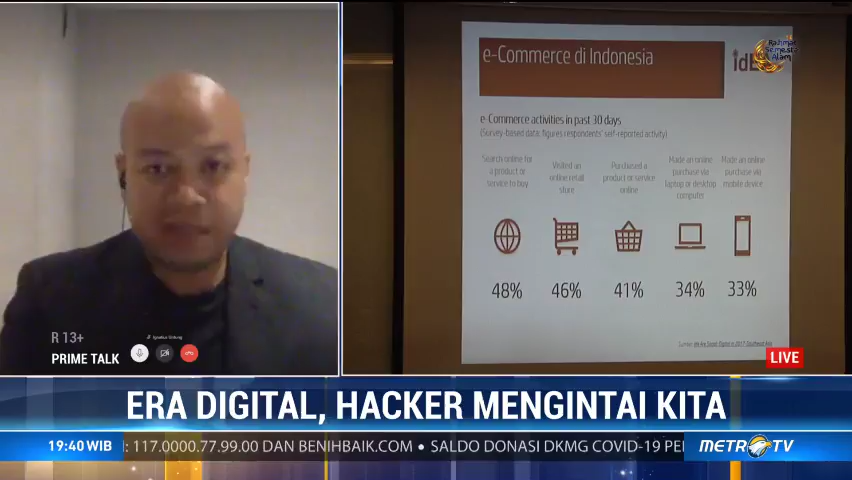 e-Commerce di Indonesia
idEA
Rahmat
Semesta
Alam
e-Commerce activities in past 30 days
(Survey-based data; figures respondents' self-reported activity)
Search online for
a product or
service to buy
Visited an
online retail
store
Purchased a
product or service
online
Made an online
purchase via
laptop or desktop
computer
Made an online
purchase via
mobile device
48%
46%
41%
34%
33%
R 13+
PRIME TALK
LIVE
ERA DIGITAL, HACKER MENGINTAI KITA
19:40 WIB
: 117.0000.77.99.00 DAN BENIHBAIK.COM • SALDO DONASI DKMG COVID-19 PE
METRO TV